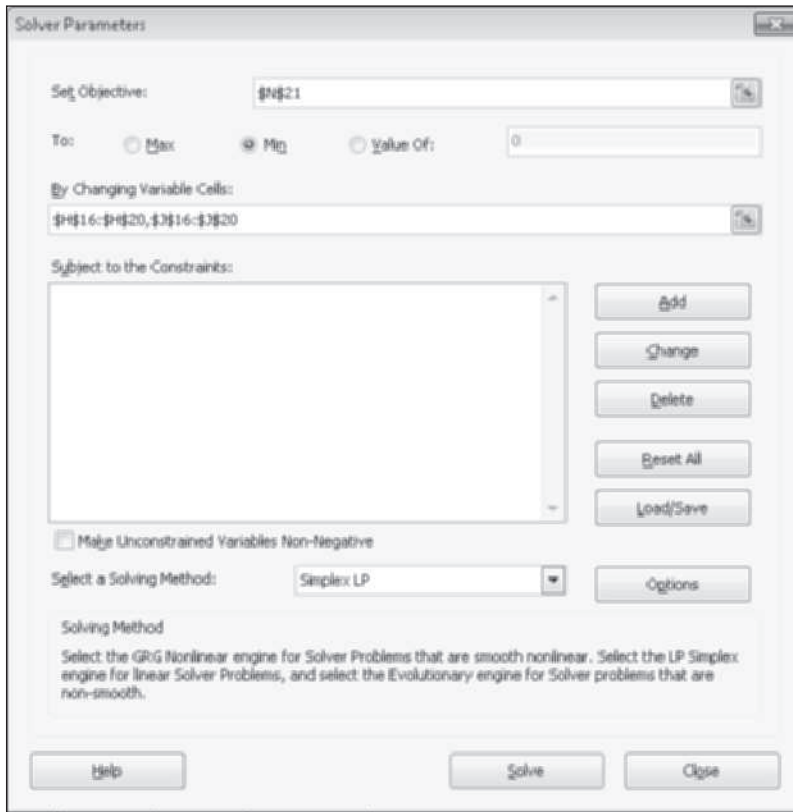 Solver Parameters
Set Objective:
$N$21
To:
Max
Min
Value Of:
0
By Changing Variable Cells:
$H$16:$H$20,$J$16:$J$20
Subject to the Constraints:
Add
Change
Delete
Reset All
Load/Save
Make Unconstrained Variables Non-Negative
Select a Solving Method:
Simplex LP
Options
Solving Method
Select the GRG Nonlinear engine for Solver Problems that are smooth nonlinear. Select the LP Simplex
engine for linear Solver Problems, and select the Evolutionary engine for Solver problems that are
non-smooth.
Help
Solve
Close